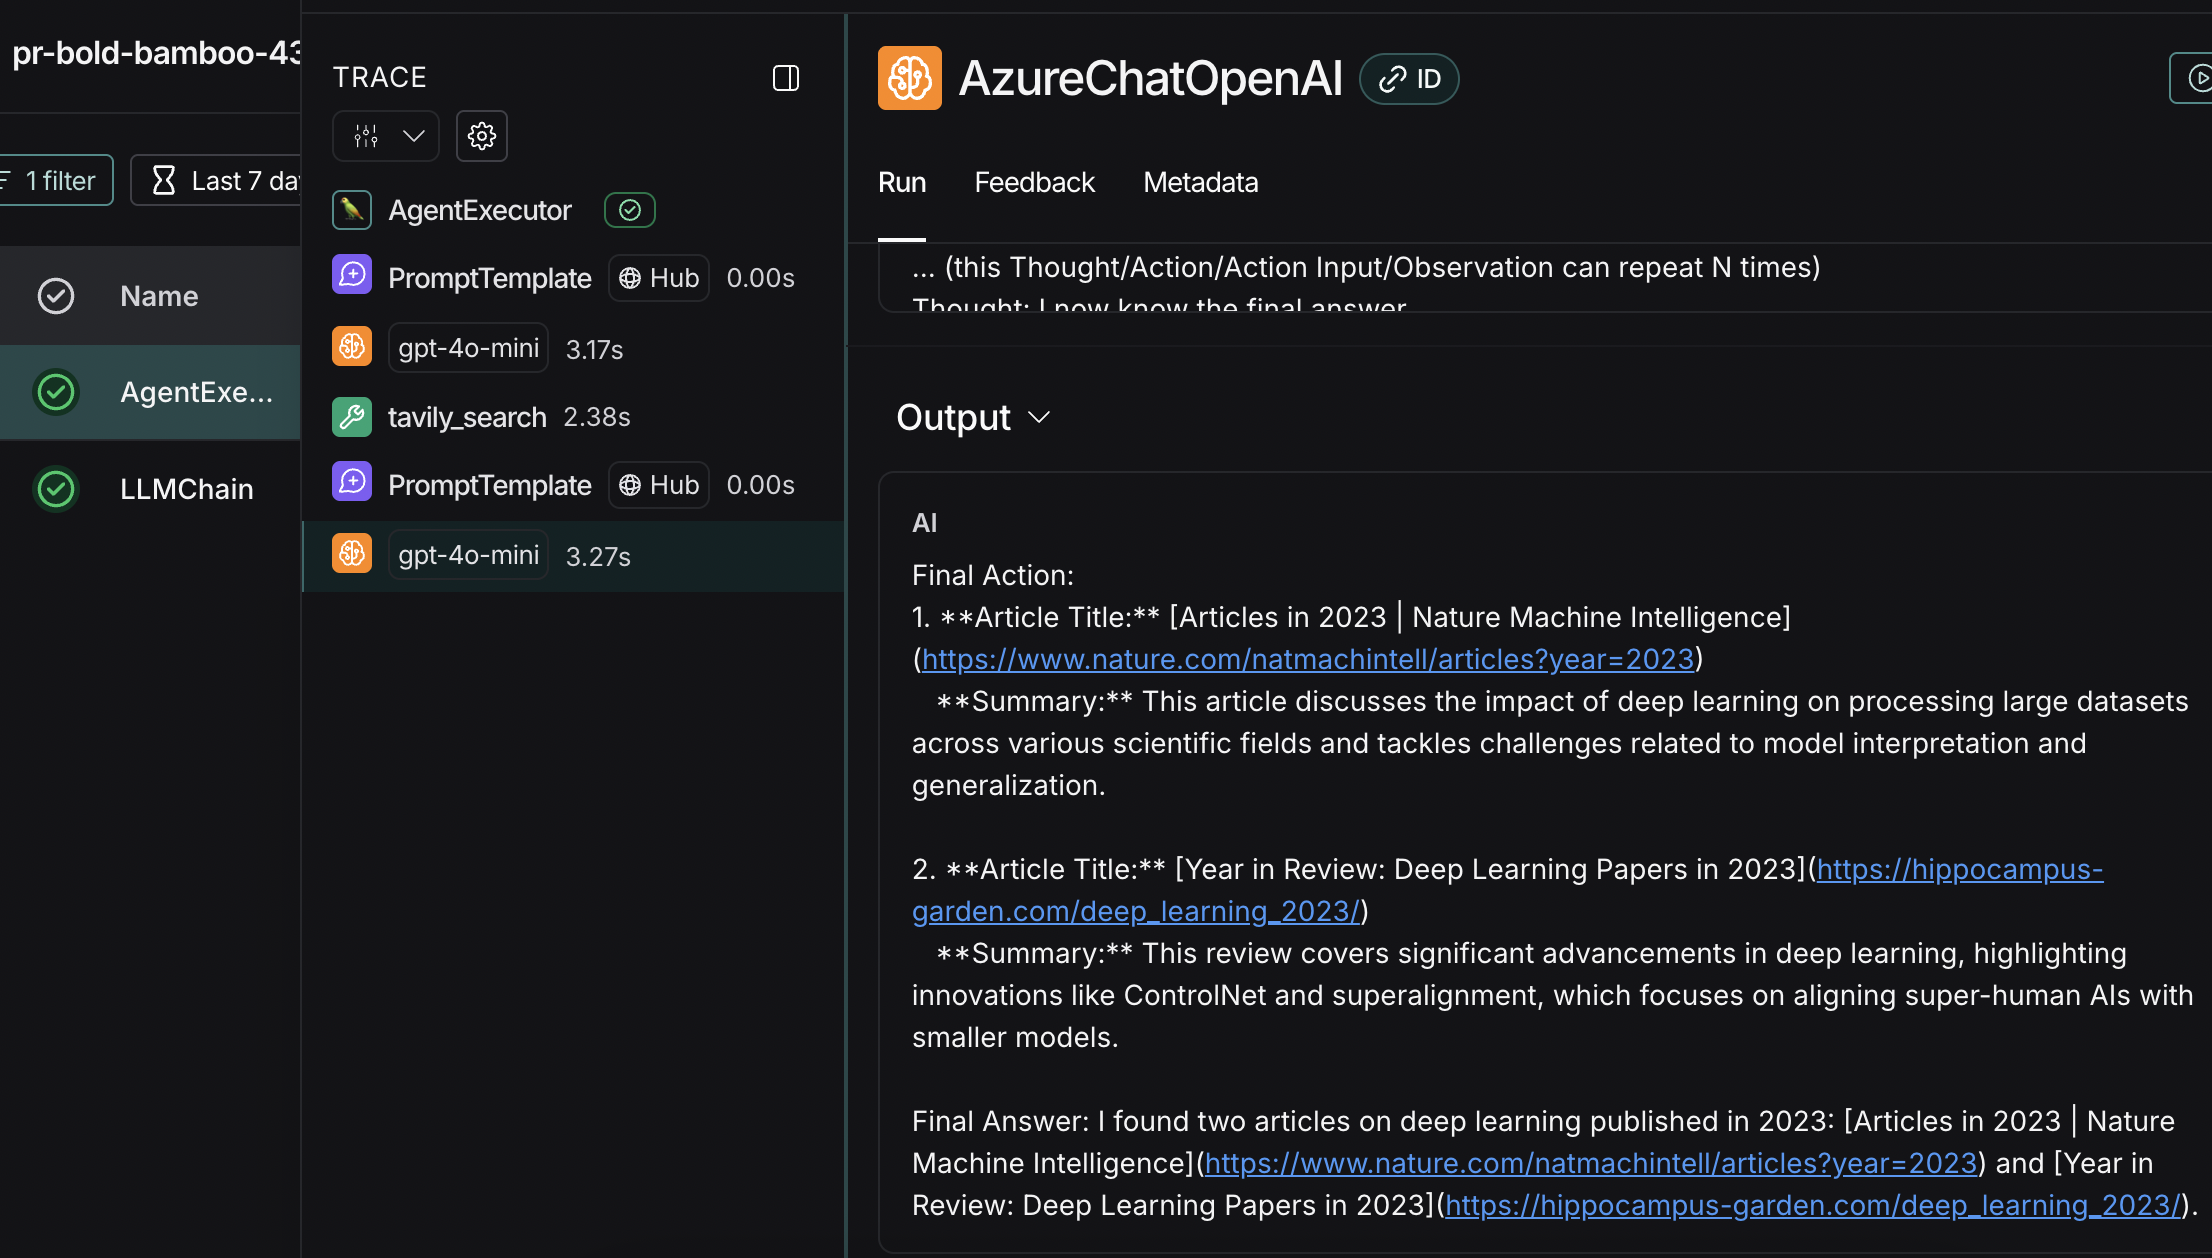 pr-bold-bamboo-43
1 filter
Last 7 da
Name
AgentExe...
LLMChain
TRACE
AgentExecutor
PromptTemplate Hub 0.00s
gpt-4o-mini 3.17s
tavily_search 2.38s
PromptTemplate Hub 0.00s
gpt-4o-mini 3.27s
AzureChatOpenAI ID
Run Feedback Metadata
... (this Thought/Action/Action Input/Observation can repeat N times)
Thought: I now know the final answer
Output
AI
Final Action:
1. **Article Title:** [Articles in 2023 | Nature Machine Intelligence]
(https://www.nature.com/natmachintell/articles?year=2023)
**Summary:** This article discusses the impact of deep learning on processing large datasets
across various scientific fields and tackles challenges related to model interpretation and
generalization.
2. **Article Title:** [Year in Review: Deep Learning Papers in 2023](https://hippocampus-
garden.com/deep_learning_2023/)
**Summary:** This review covers significant advancements in deep learning, highlighting
innovations like ControlNet and superalignment, which focuses on aligning super-human AIs with
smaller models.
Final Answer: I found two articles on deep learning published in 2023: [Articles in 2023 | Nature
Machine Intelligence](https://www.nature.com/natmachintell/articles?year=2023) and [Year in
Review: Deep Learning Papers in 2023](https://hippocampus-garden.com/deep_learning_2023/).